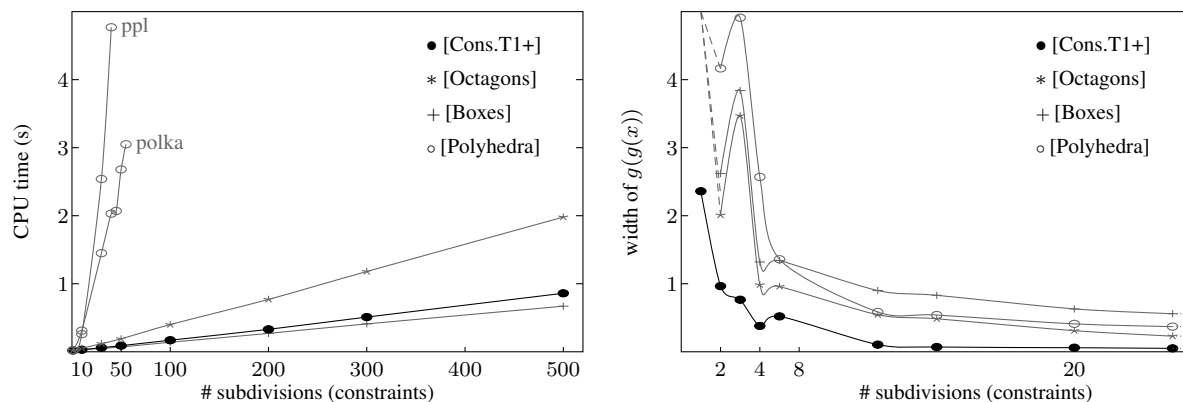 ppl
polka
[Cons.T1+]
[Octagons]
[Boxes]
[Polyhedra]
CPU time (s)
4
3
2
1
10 50 100 200 300 400 500
# subdivisions (constraints)
[Cons.T1+]
[Octagons]
[Boxes]
[Polyhedra]
width of g(g(x))
4
3
2
1
2 4 8 20
# subdivisions (constraints)